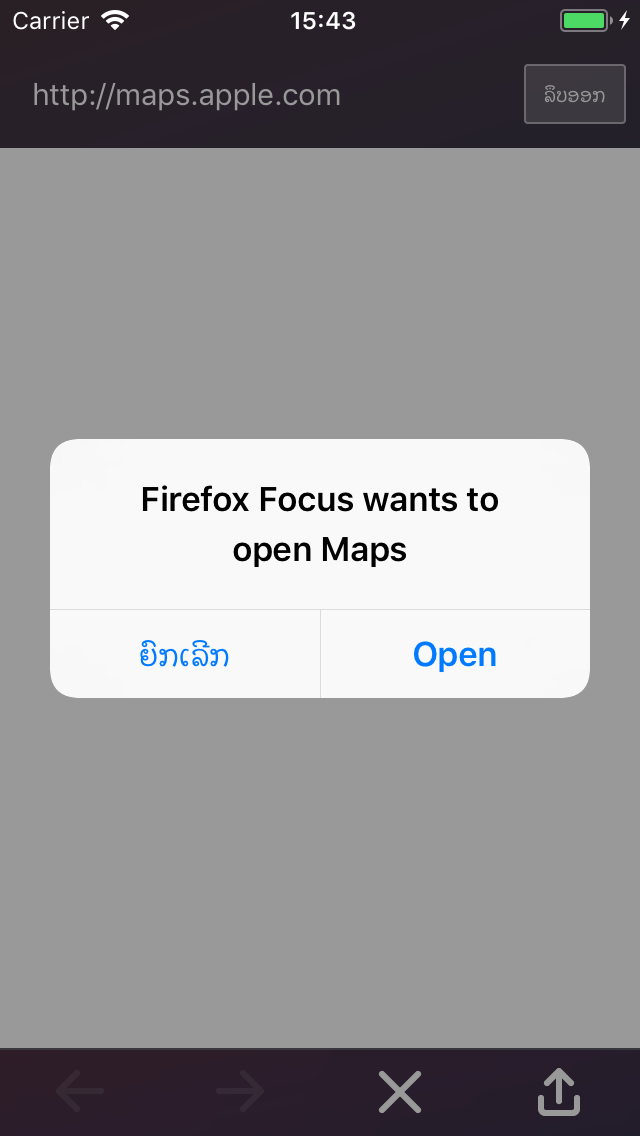 Carrier 15:43
http://maps.apple.com ລຶບອອກ
Firefox Focus wants to
open Maps
ຍົກເລີກ Open